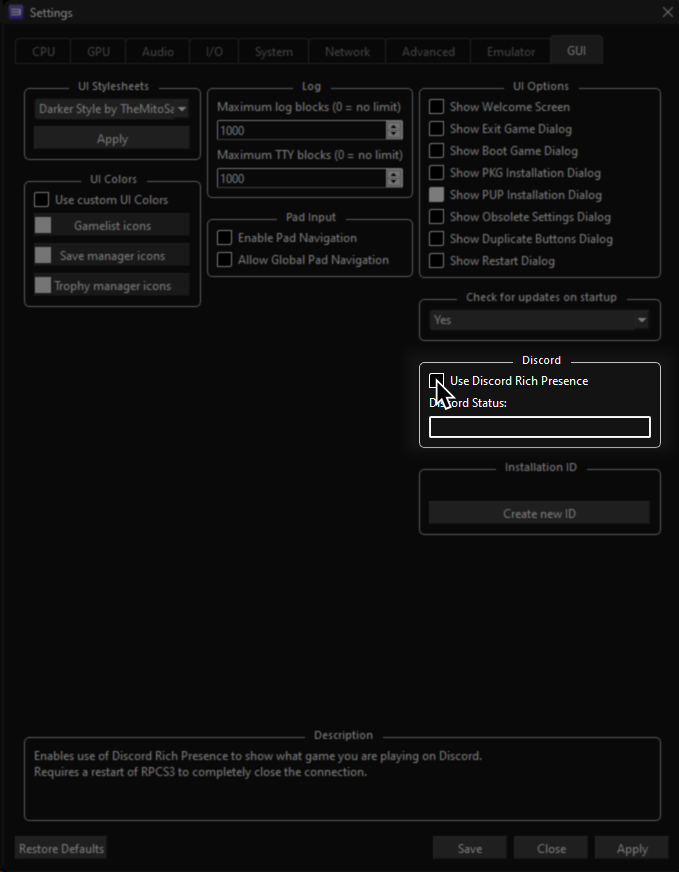 Settings
CPU
GPU
Audio
I/O
System
Network
Advanced
Emulator
GUI
UI Stylesheets
Darker Style by TheMitoSa
Apply
UI Colors
Use custom UI Colors
Gamelist icons
Save manager icons
Trophy manager icons
Log
Maximum log blocks (0 = no limit)
1000
Maximum TTY blocks (0 = no limit)
1000
Pad Input
Enable Pad Navigation
Allow Global Pad Navigation
UI Options
Show Welcome Screen
Show Exit Game Dialog
Show Boot Game Dialog
Show PKG Installation Dialog
Show PUP Installation Dialog
Show Obsolete Settings Dialog
Show Duplicate Buttons Dialog
Show Restart Dialog
Check for updates on startup
Yes
Discord
Use Discord Rich Presence
Discord Status:
Installation ID
Create new ID
Description
Enables use of Discord Rich Presence to show what game you are playing on Discord.
Requires a restart of RPCS3 to completely close the connection.
Restore Defaults
Save
Close
Apply